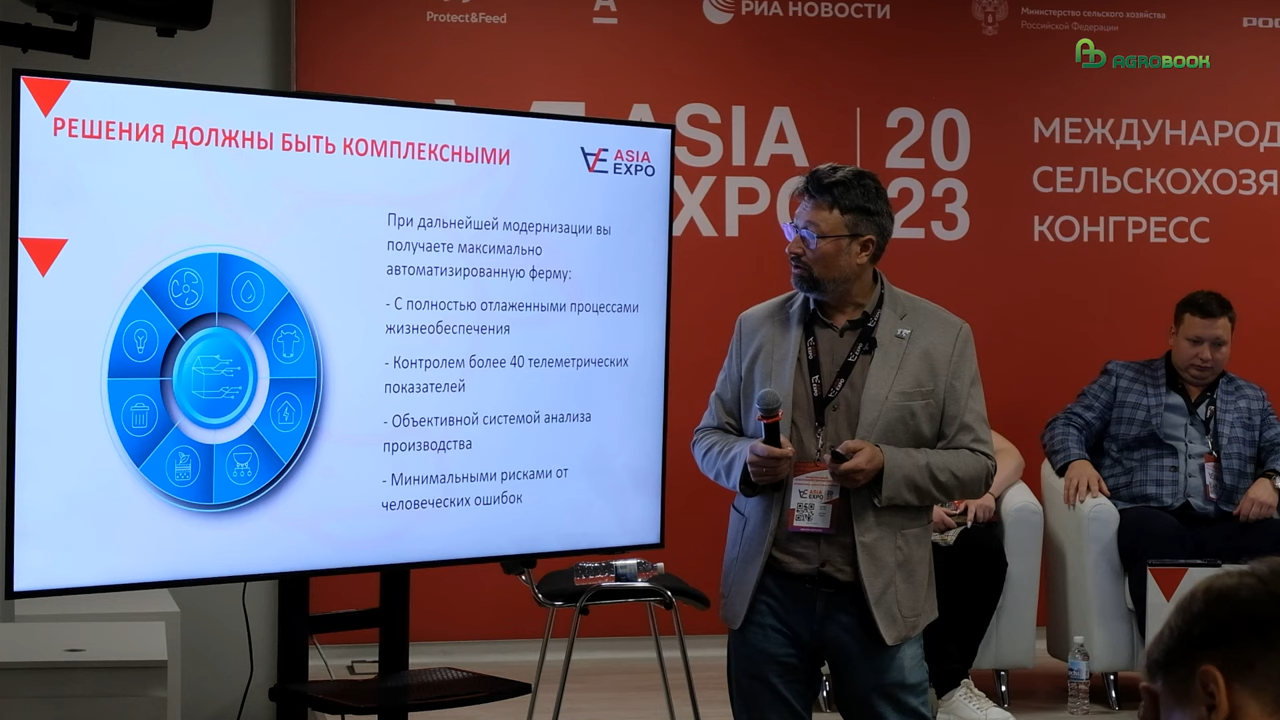 Protect&Feed
РИА НОВОСТИ
Министерство сельского хозяйства
Российской Федерации
AGROBOOK
ASIA
20
23
МЕЖДУНАРОД
СЕЛЬСКОХОЗЯ
КОНГРЕСС
РЕШЕНИЯ ДОЛЖНЫ БЫТЬ КОМПЛЕКСНЫМИ
ASIA
EXPO
При дальнейшей модернизации вы
получаете максимально
автоматизированную ферму:
- С полностью отлаженными процессами
жизнеобеспечения
- Контролем более 40 телеметрических
показателей
- Объективной системой анализа
производства
- Минимальными рисками от
человеческих ошибок
ASIA
EXPO